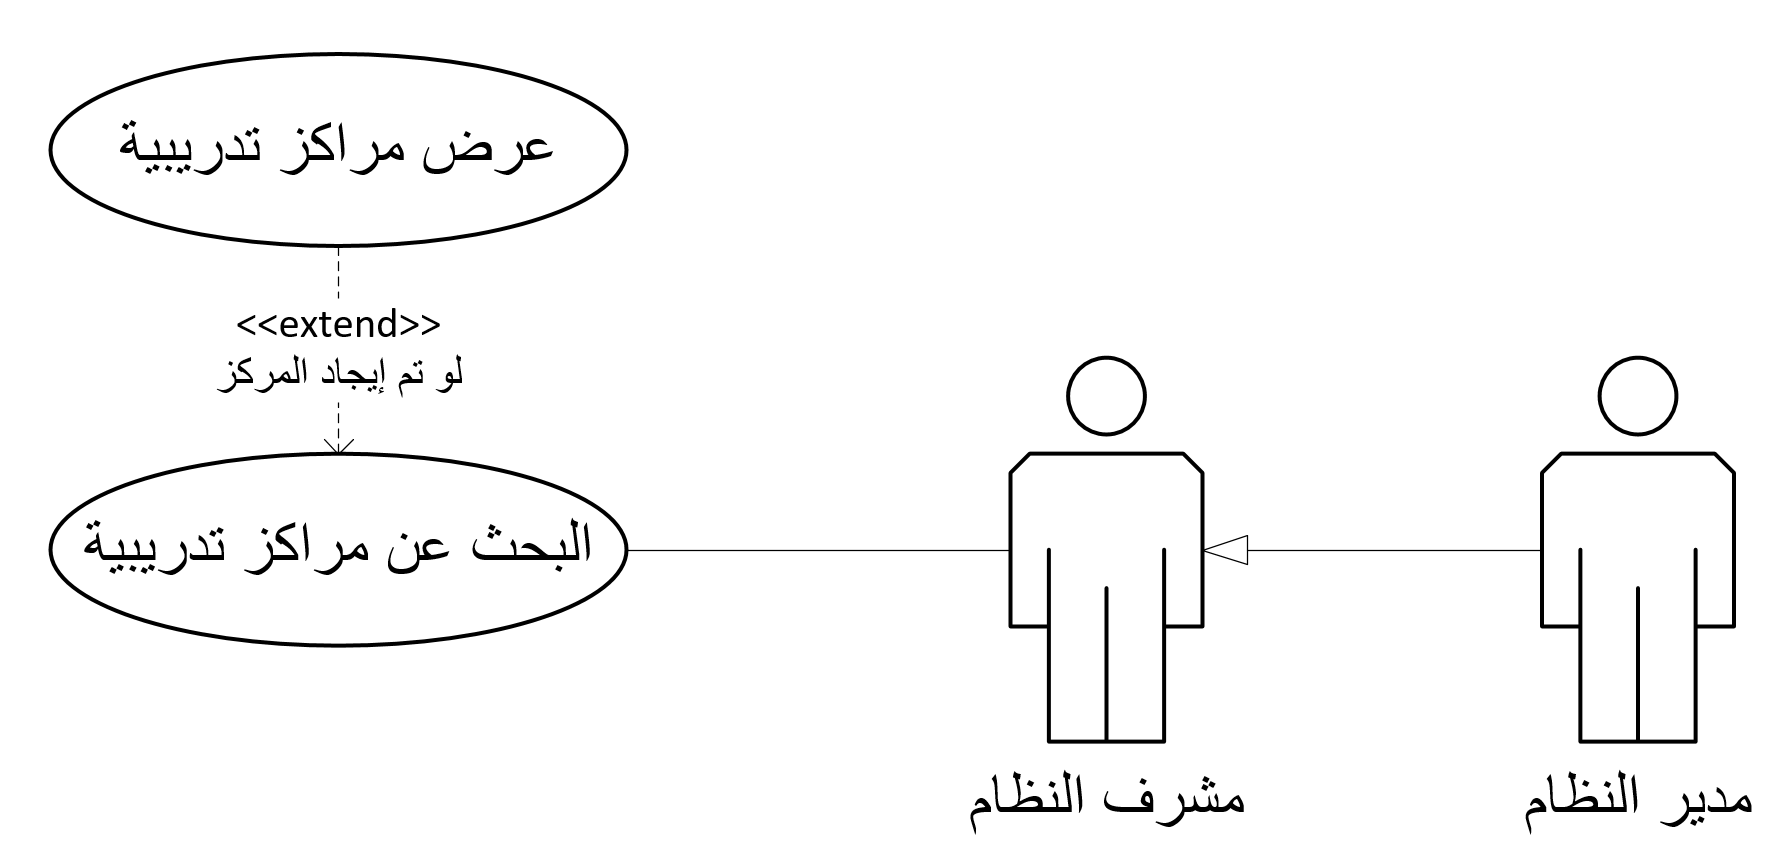 عرض مراكز تدريبية
<<extend>>
لو تم إيجاد المركز
البحث عن مراكز تدريبية
مشرف النظام
مدير النظام